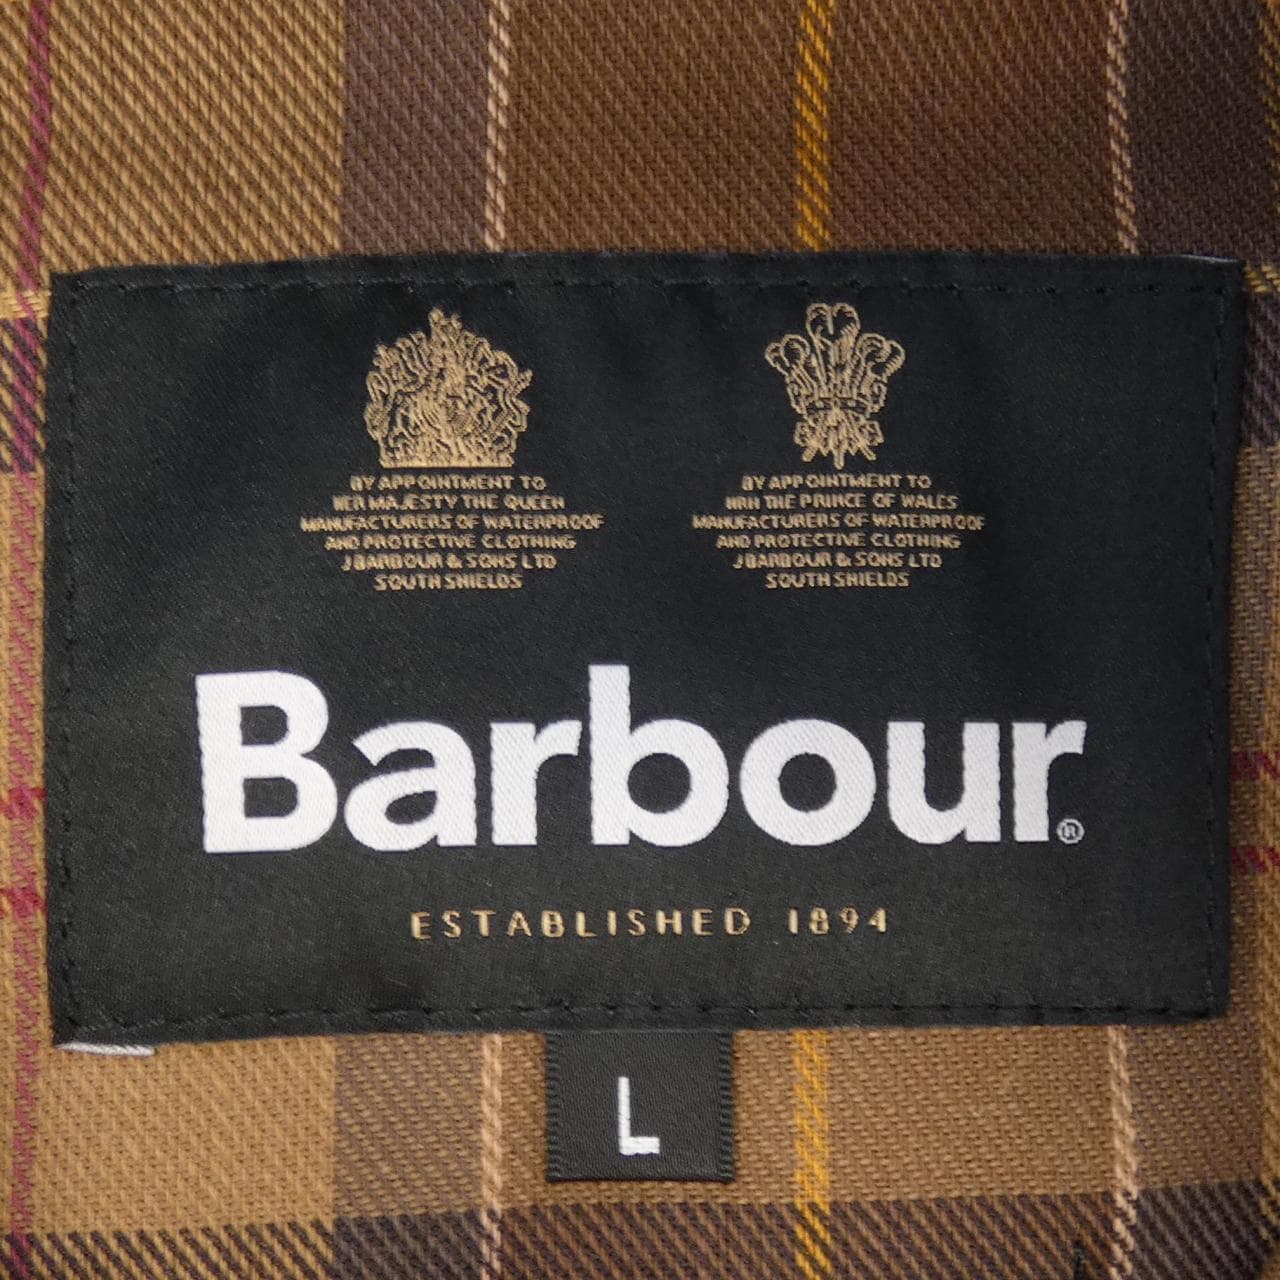 BY APPOINTMENT TO
HER MAJESTY THE QUEEN
MANUFACTURERS OF WATERPROOF
AND PROTECTIVE CLOTHING
J BARBOUR & SONS LTD
SOUTH SHIELDS
BY APPOINTMENT TO
HRH THE PRINCE OF WALES
MANUFACTURERS OF WATERPROOF
AND PROTECTIVE CLOTHING
J BARBOUR & SONS LTD
SOUTH SHIELDS
Barbour®
ESTABLISHED 1894
L